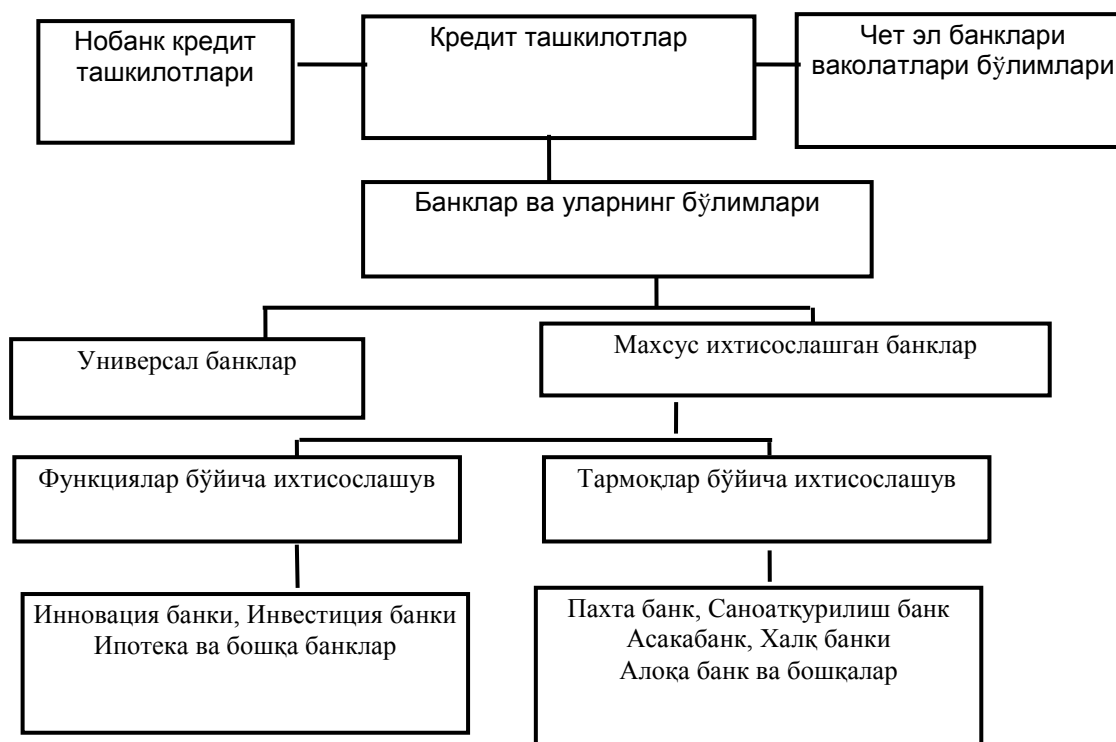 Нобанк кредит
ташкилотлари
Кредит ташкилотлар
Чет эл банклари
ваколатлари бўлимлари
Банклар ва уларнинг бўлимлари
Универсал банклар
Махсус ихтисослашган банклар
Функциялар бўйича ихтисослашув
Тармоқлар бўйича ихтисослашув
Инновация банки, Инвестиция банки
Ипотека ва бошқа банклар
Пахта банк, Саноатқурилиш банк
Асакабанк, Халқ банки
Алоқа банк ва бошқалар